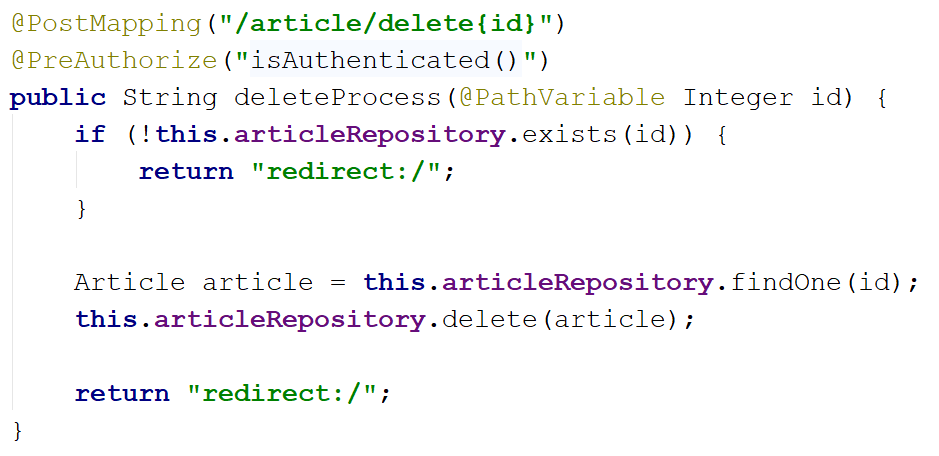 @PostMapping("/article/delete{id}")
@PreAuthorize("isAuthenticated()")
public String deleteProcess(@PathVariable Integer id) {
    if (!this.articleRepository.exists(id)) {
        return "redirect:/";
    }

    Article article = this.articleRepository.findOne(id);
    this.articleRepository.delete(article);

    return "redirect:/";
}